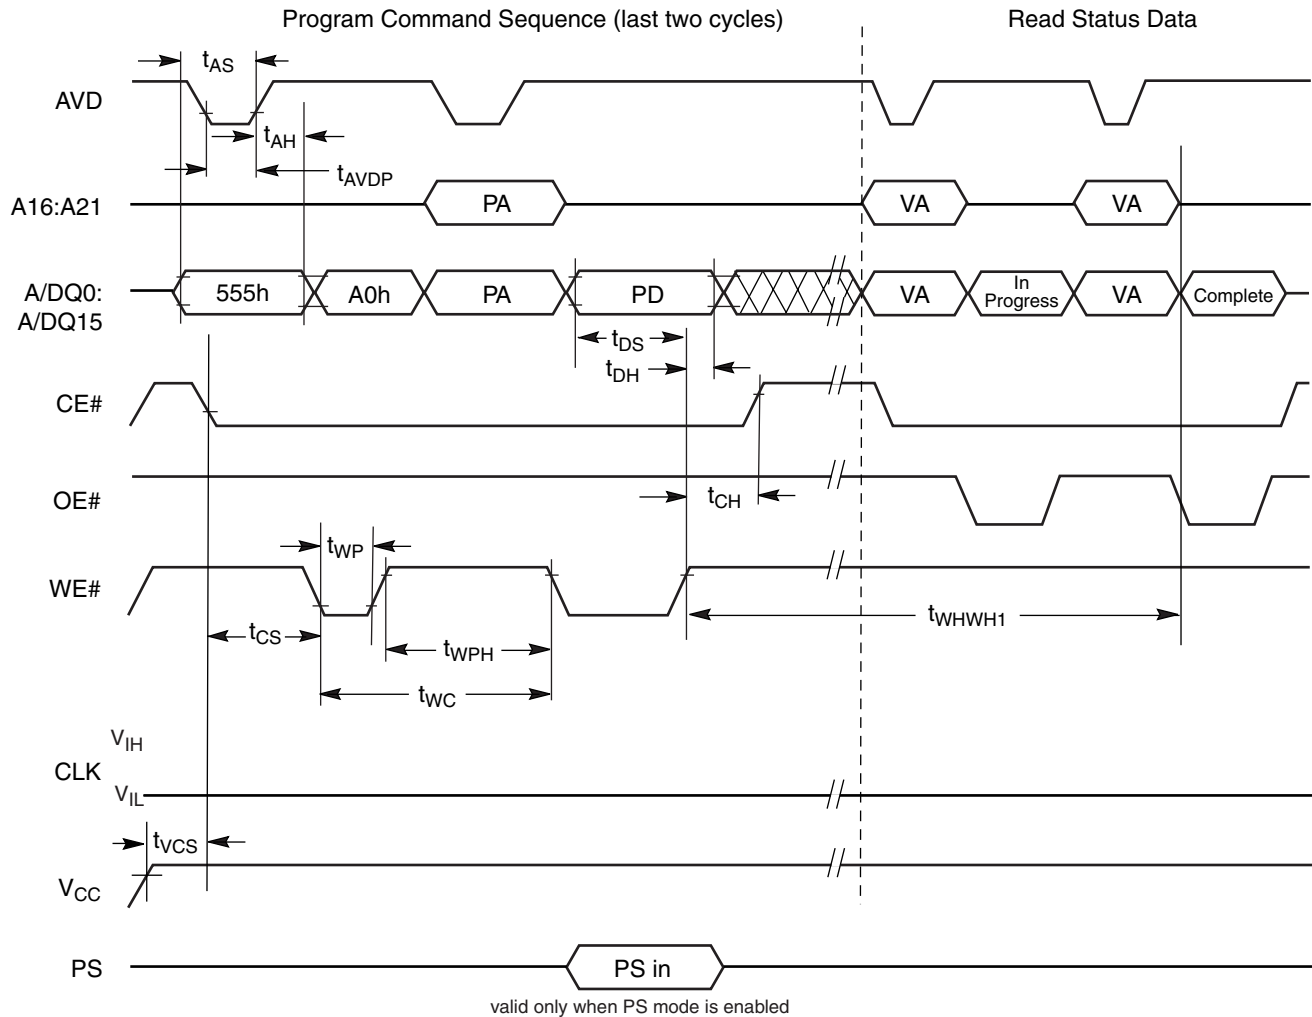 Program Command Sequence (last two cycles) Read Status Data
tAS
AVD
tAH
tAVDP
A16:A21 PA VA VA
A/DQ0:
A/DQ15
555h A0h PA PD VA In
Progress VA Complete
tDS
tDH
CE#
OE#
tCH
tWP
WE#
tWHWH1
tCS
tWPH
tWC
VIH
CLK
VIL
tVCS
VCC
PS PS in
valid only when PS mode is enabled